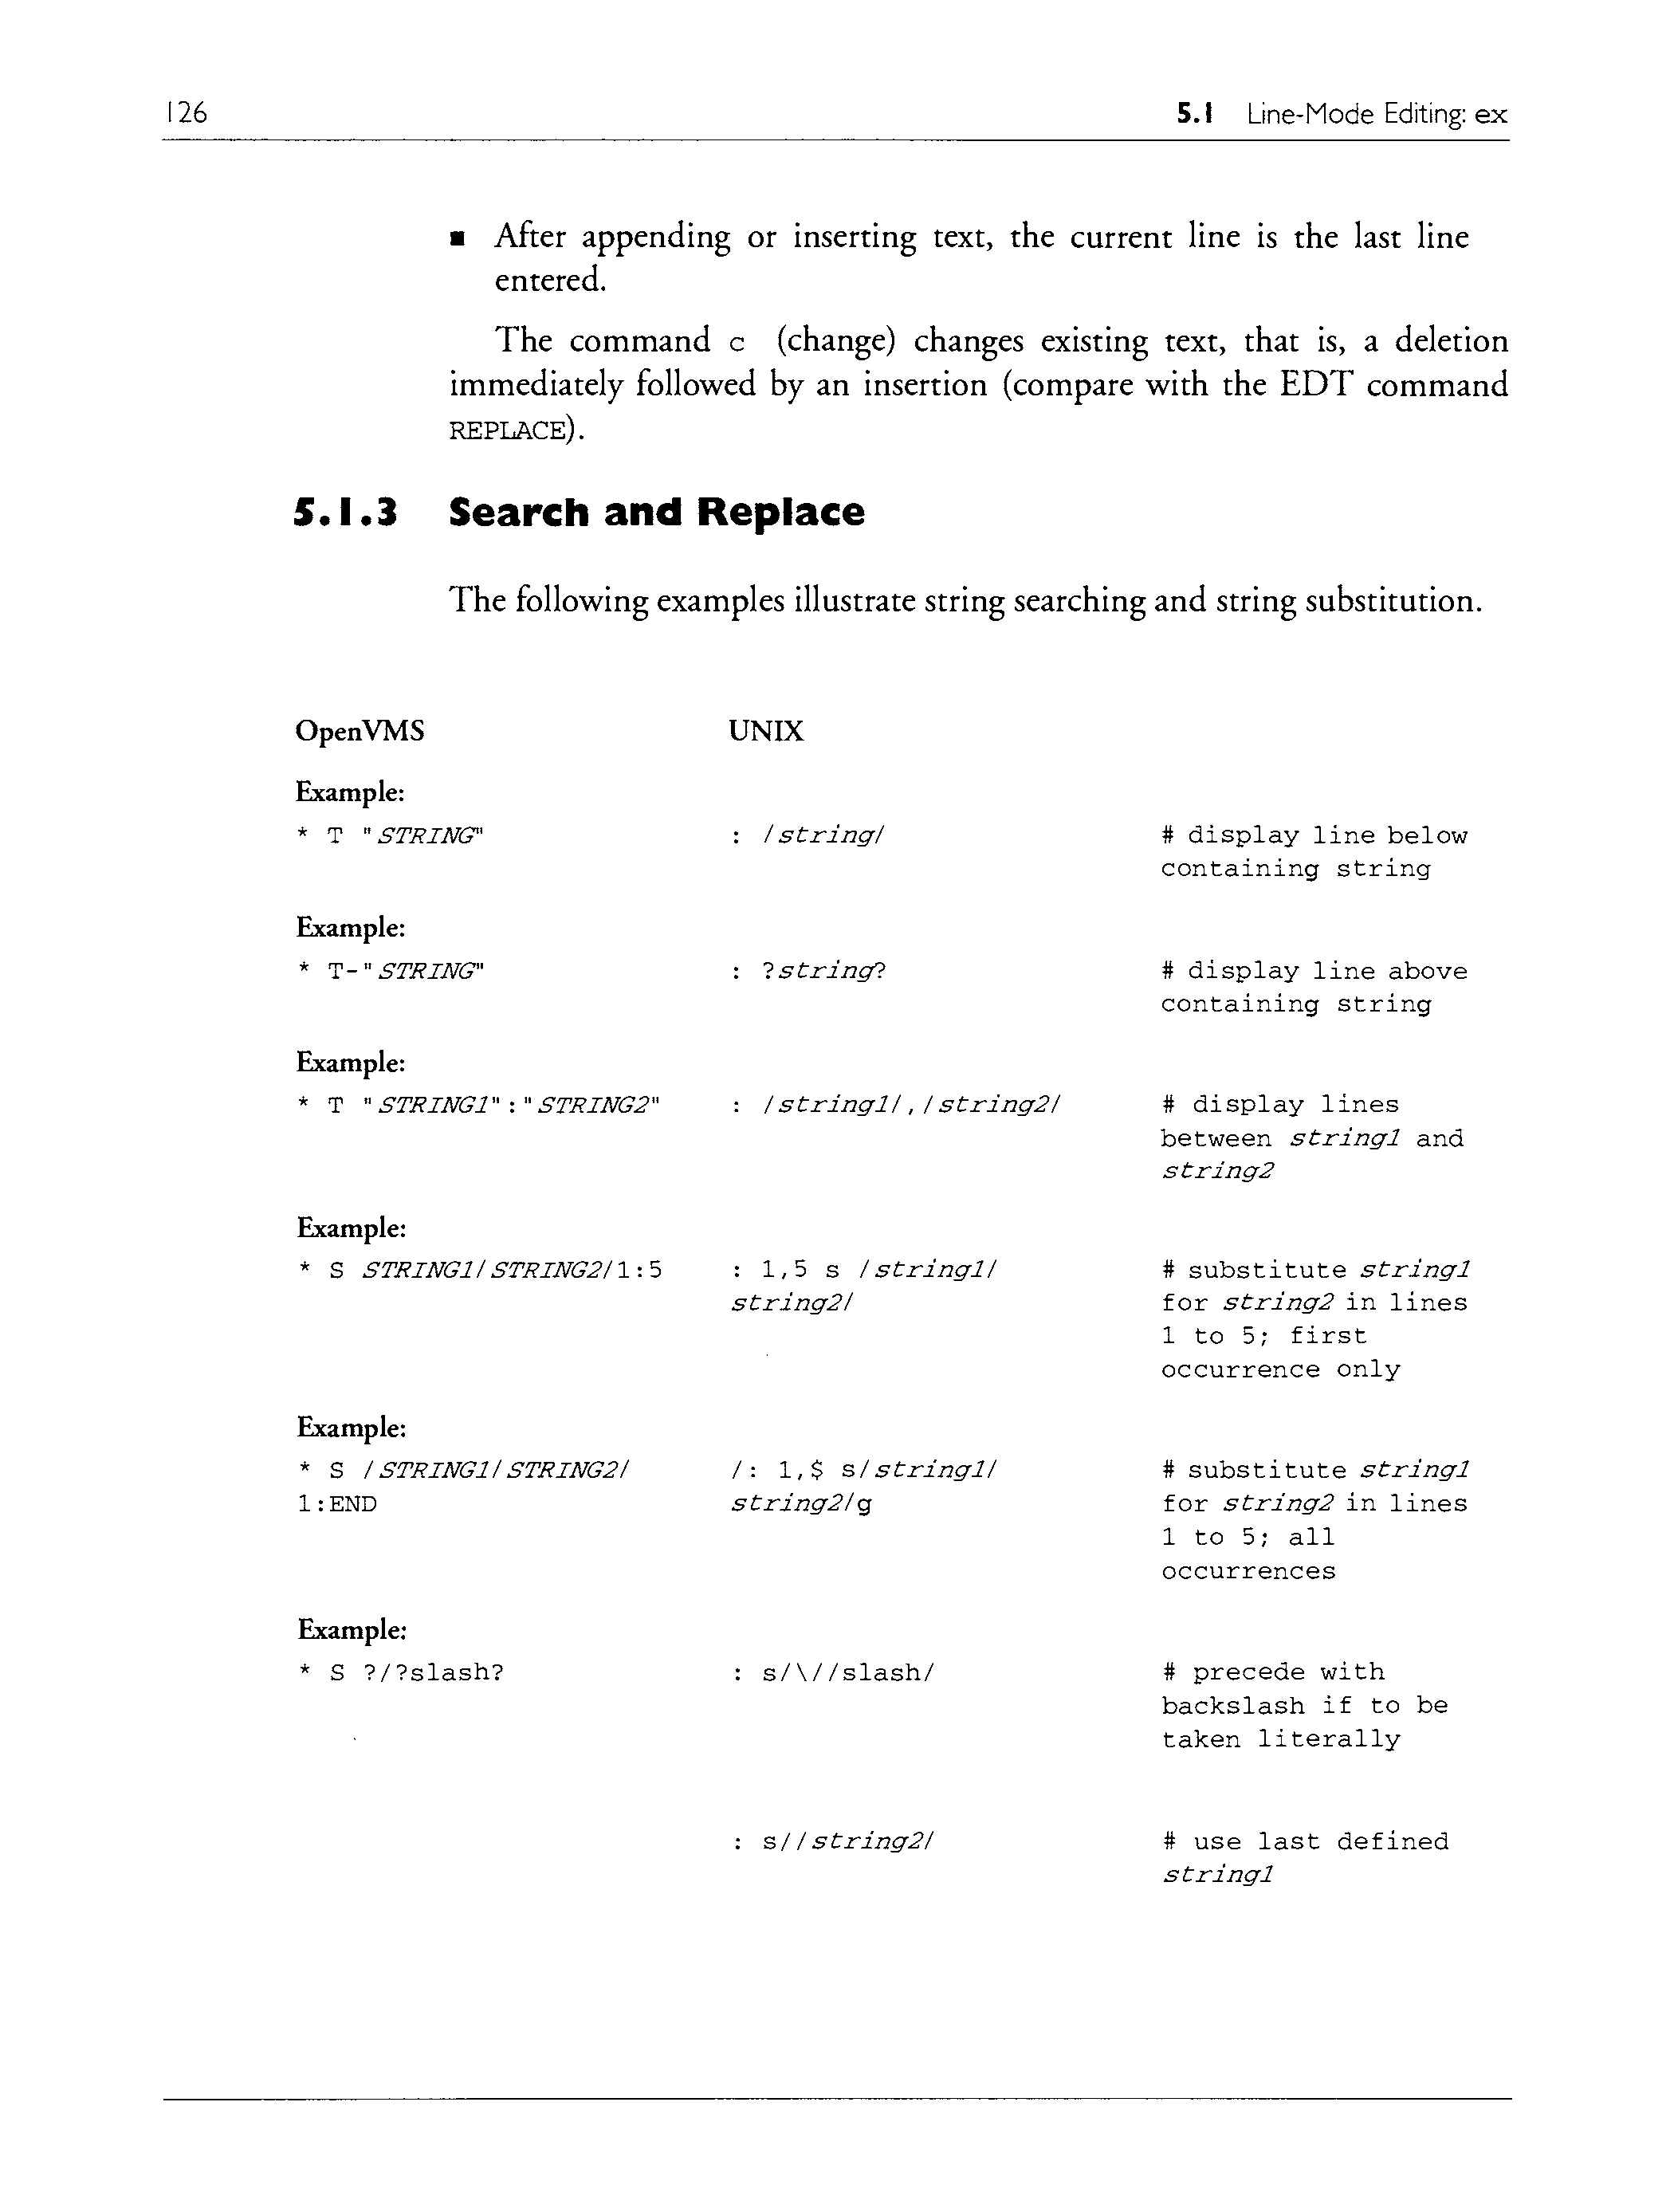 126 5.1 Line-Mode Editing: ex
■ After appending or inserting text, the current line is the last line
entered.
The command c (change) changes existing text, that is, a deletion
immediately followed by an insertion (compare with the EDT command
REPLACE).
5.1.3 Search and Replace
The following examples illustrate string searching and string substitution.
OpenVMS UNIX
Example:
* T "STRING" : /string/ # display line below
containing string
Example:
* T-"STRING" : ?string? # display line above
containing string
Example:
* T "STRING1":"STRING2" : /string1/,/string2/ # display lines
between string1 and
string2
Example:
* S STRING1/STRING2/1:5 : 1,5 s /string1/ # substitute string1
string2/ for string2 in lines
1 to 5; first
occurrence only
Example:
* S /STRING1/STRING2/ /: 1,$ s/string1/ # substitute string1
1:END string2/g for string2 in lines
1 to 5; all
occurrences
Example:
* S ?/?slash? : s/\//slash/ # precede with
backslash if to be
taken literally
: s//string2/ # use last defined
string1